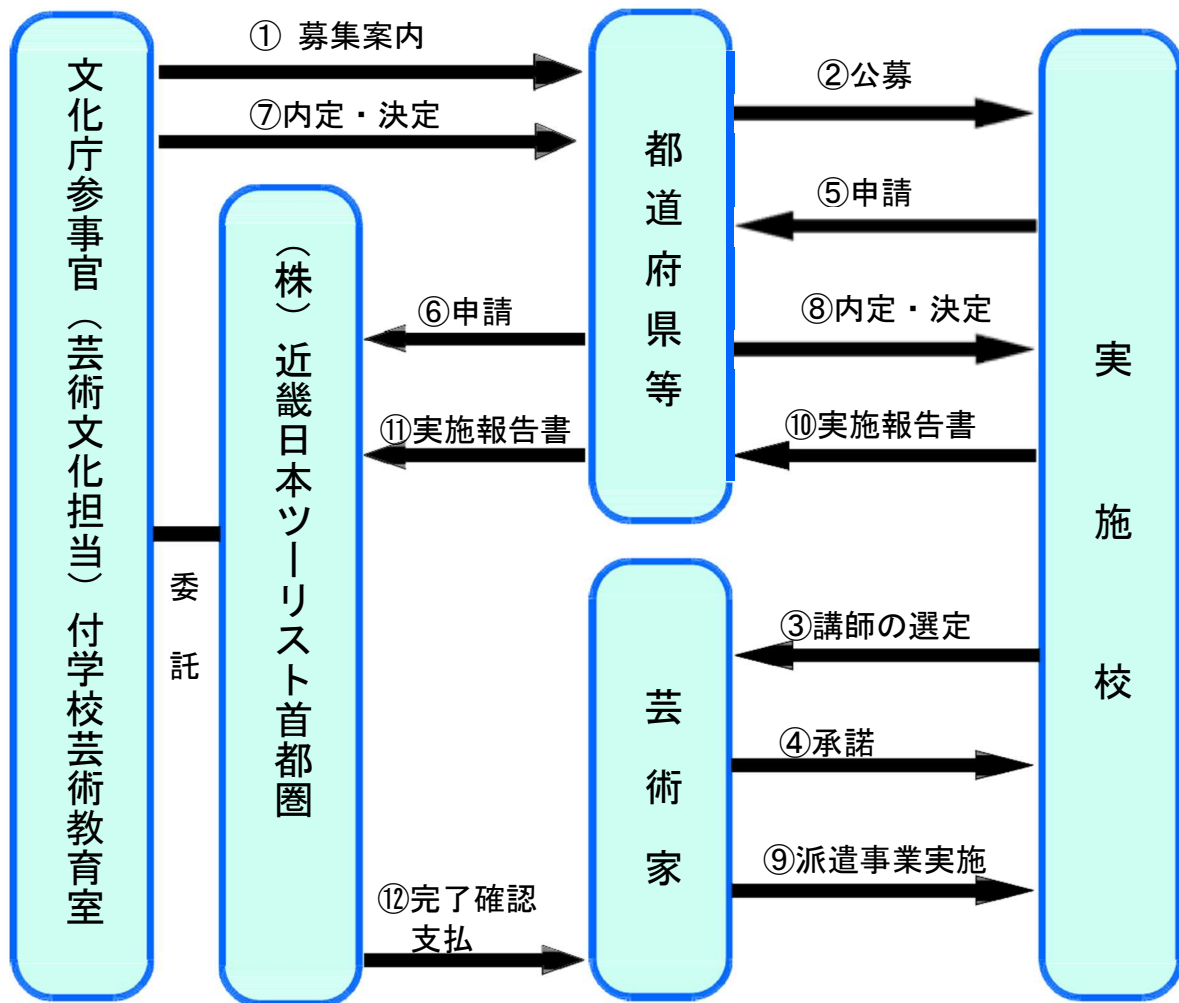 文化庁参事官（芸術文化担当）付学校芸術教育室
① 募集案内
⑦内定・決定
（株）近畿日本ツーリスト首都圏
委託
都道府県等
②公募
⑤申請
⑥申請
⑧内定・決定
⑪実施報告書
⑩実施報告書
芸術家
③講師の選定
④承諾
⑨派遣事業実施
⑫完了確認
支払
実施校